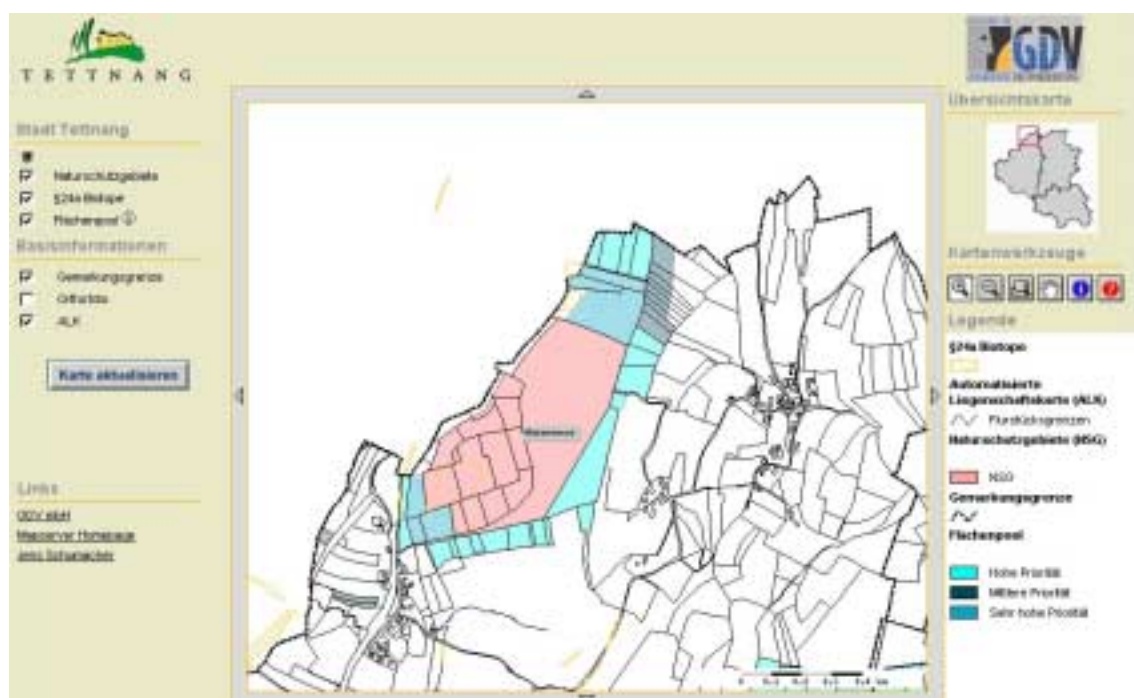 TETTNANG
Stadt Tettnang
Naturschutzgebiete
§24a Biotope
Flächenpool
Basisinformationen
Gemarkungsgrenze
ALK
Karte aktualisieren
Links
GDV mbH
Mapserver Homepage
Jens Schumacher
GDV
Übersichtskarte
Kartenwerkzeuge
Legende
§24a Biotope
Automatisierte
Liegenschaftskarte (ALK)
Flurstücksgrenzen
Naturschutzgebiete (NSG)
NSG
Gemarkungsgrenze
Flächenpool
Hohe Priorität
Mittlere Priorität
Sehr hohe Priorität